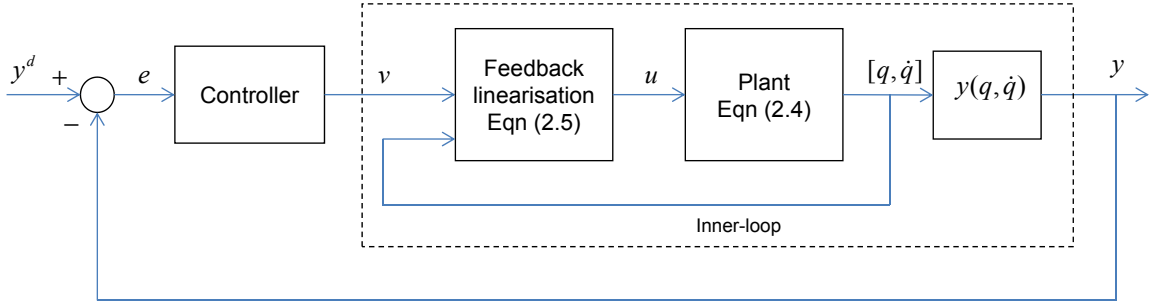 y^d
+
−
e
Controller
v
Feedback
linearisation
Eqn (2.5)
u
Plant
Eqn (2.4)
[q, q̇]
y(q, q̇)
y
Inner-loop